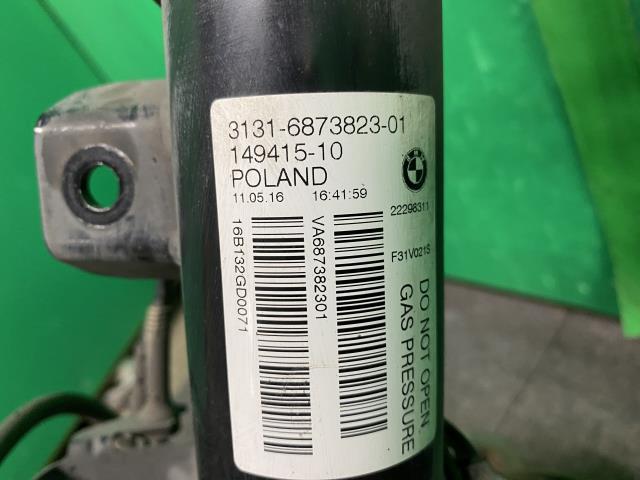 3131-6873823-01
149415-10
POLAND
11.05.16 16:41:59
22296311
F31V021S
16B132GD0071
VA687382301
DO NOT OPEN
GAS PRESSURE